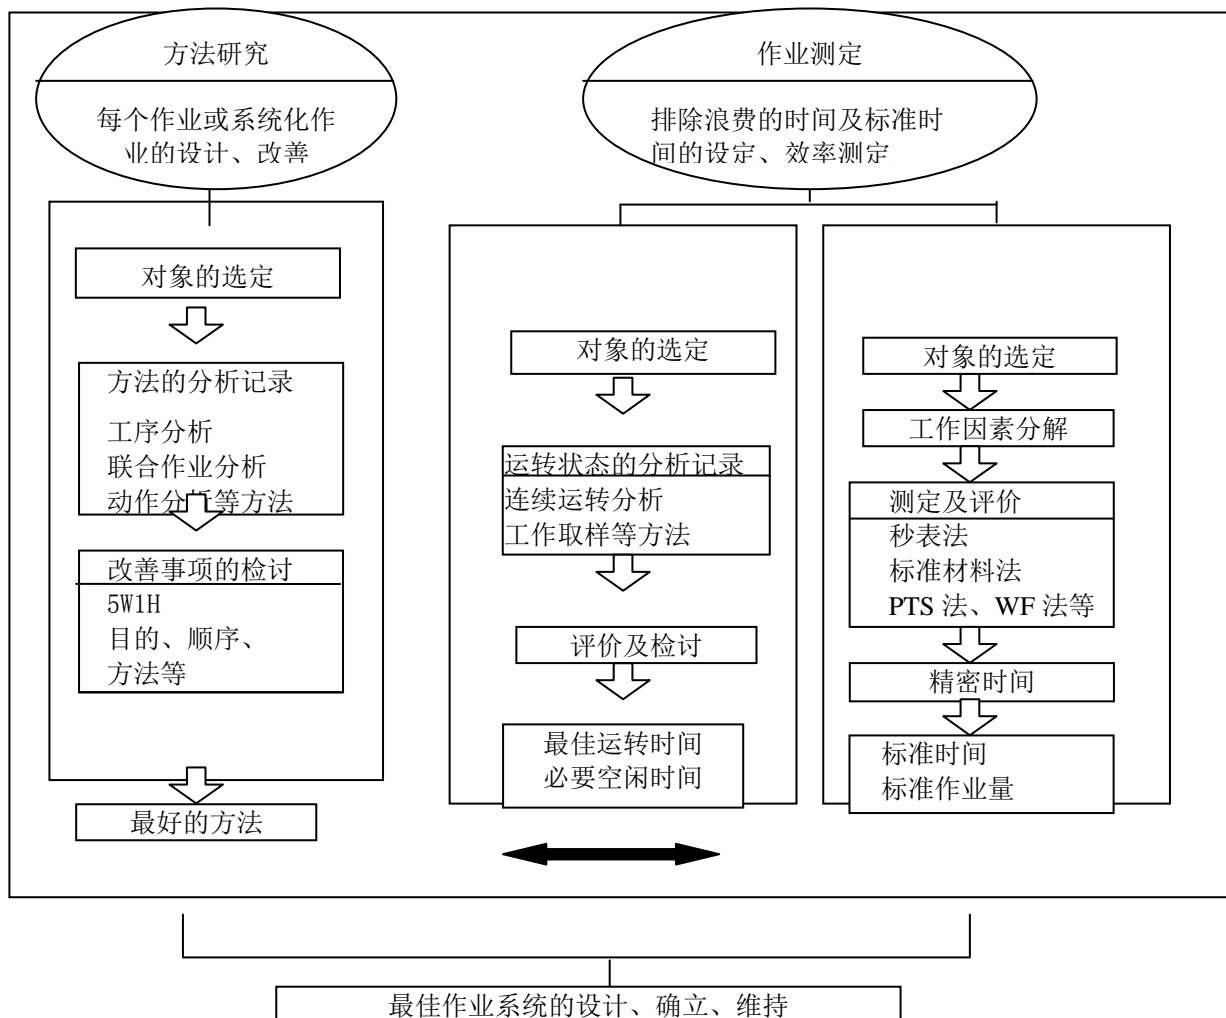 方法研究
每个作业或系统化作
业的设计、改善
作业测定
排除浪费的时间及标准时
间的设定、效率测定
对象的选定
方法的分析记录
工序分析
联合作业分析
动作分析等方法
改善事项的检讨
5W1H
目的、顺序、
方法等
最好的方法
对象的选定
运转状态的分析记录
连续运转分析
工作取样等方法
评价及检讨
最佳运转时间
必要空闲时间
对象的选定
工作因素分解
测定及评价
秒表法
标准材料法
PTS 法、WF 法等
精密时间
标准时间
标准作业量
最佳作业系统的设计、确立、维持